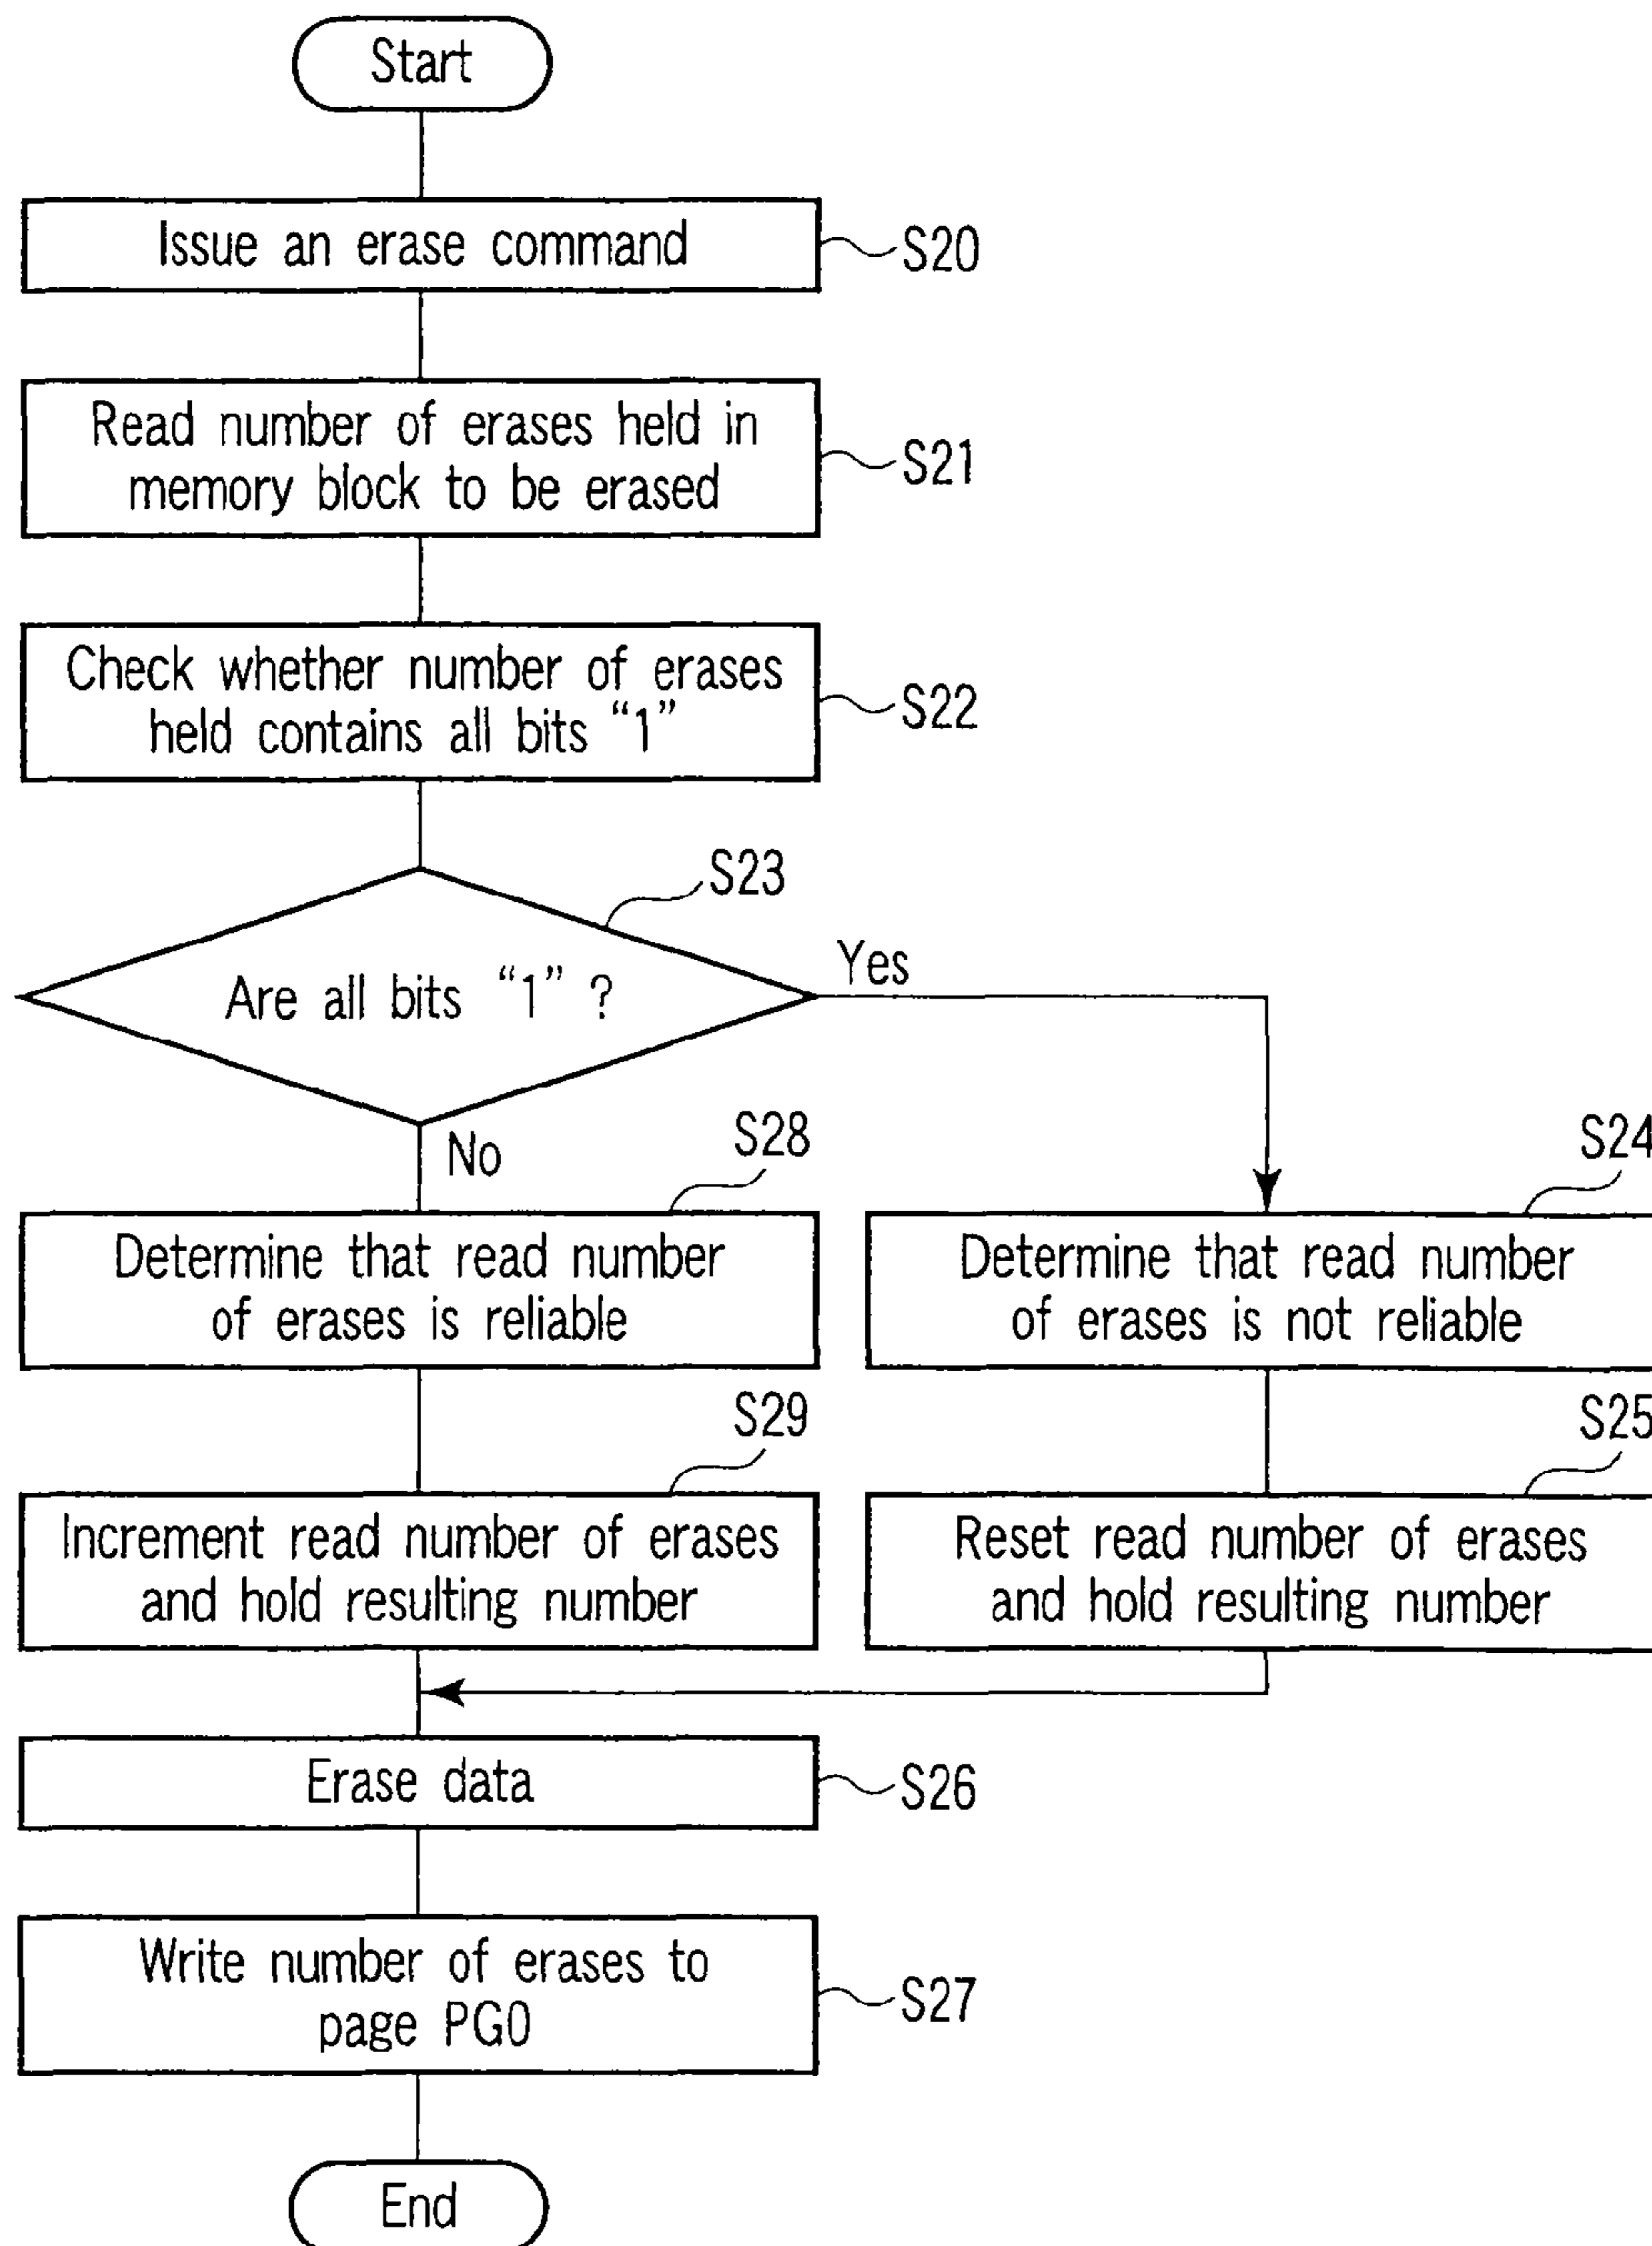 Start
Issue an erase command
S20
Read number of erases held in
memory block to be erased
S21
Check whether number of erases
held contains all bits “1”
S22
S23
Are all bits “1” ?
Yes
No
S28
Determine that read number
of erases is reliable
S24
Determine that read number
of erases is not reliable
S29
Increment read number of erases
and hold resulting number
S25
Reset read number of erases
and hold resulting number
Erase data
S26
Write number of erases to
page PG0
S27
End